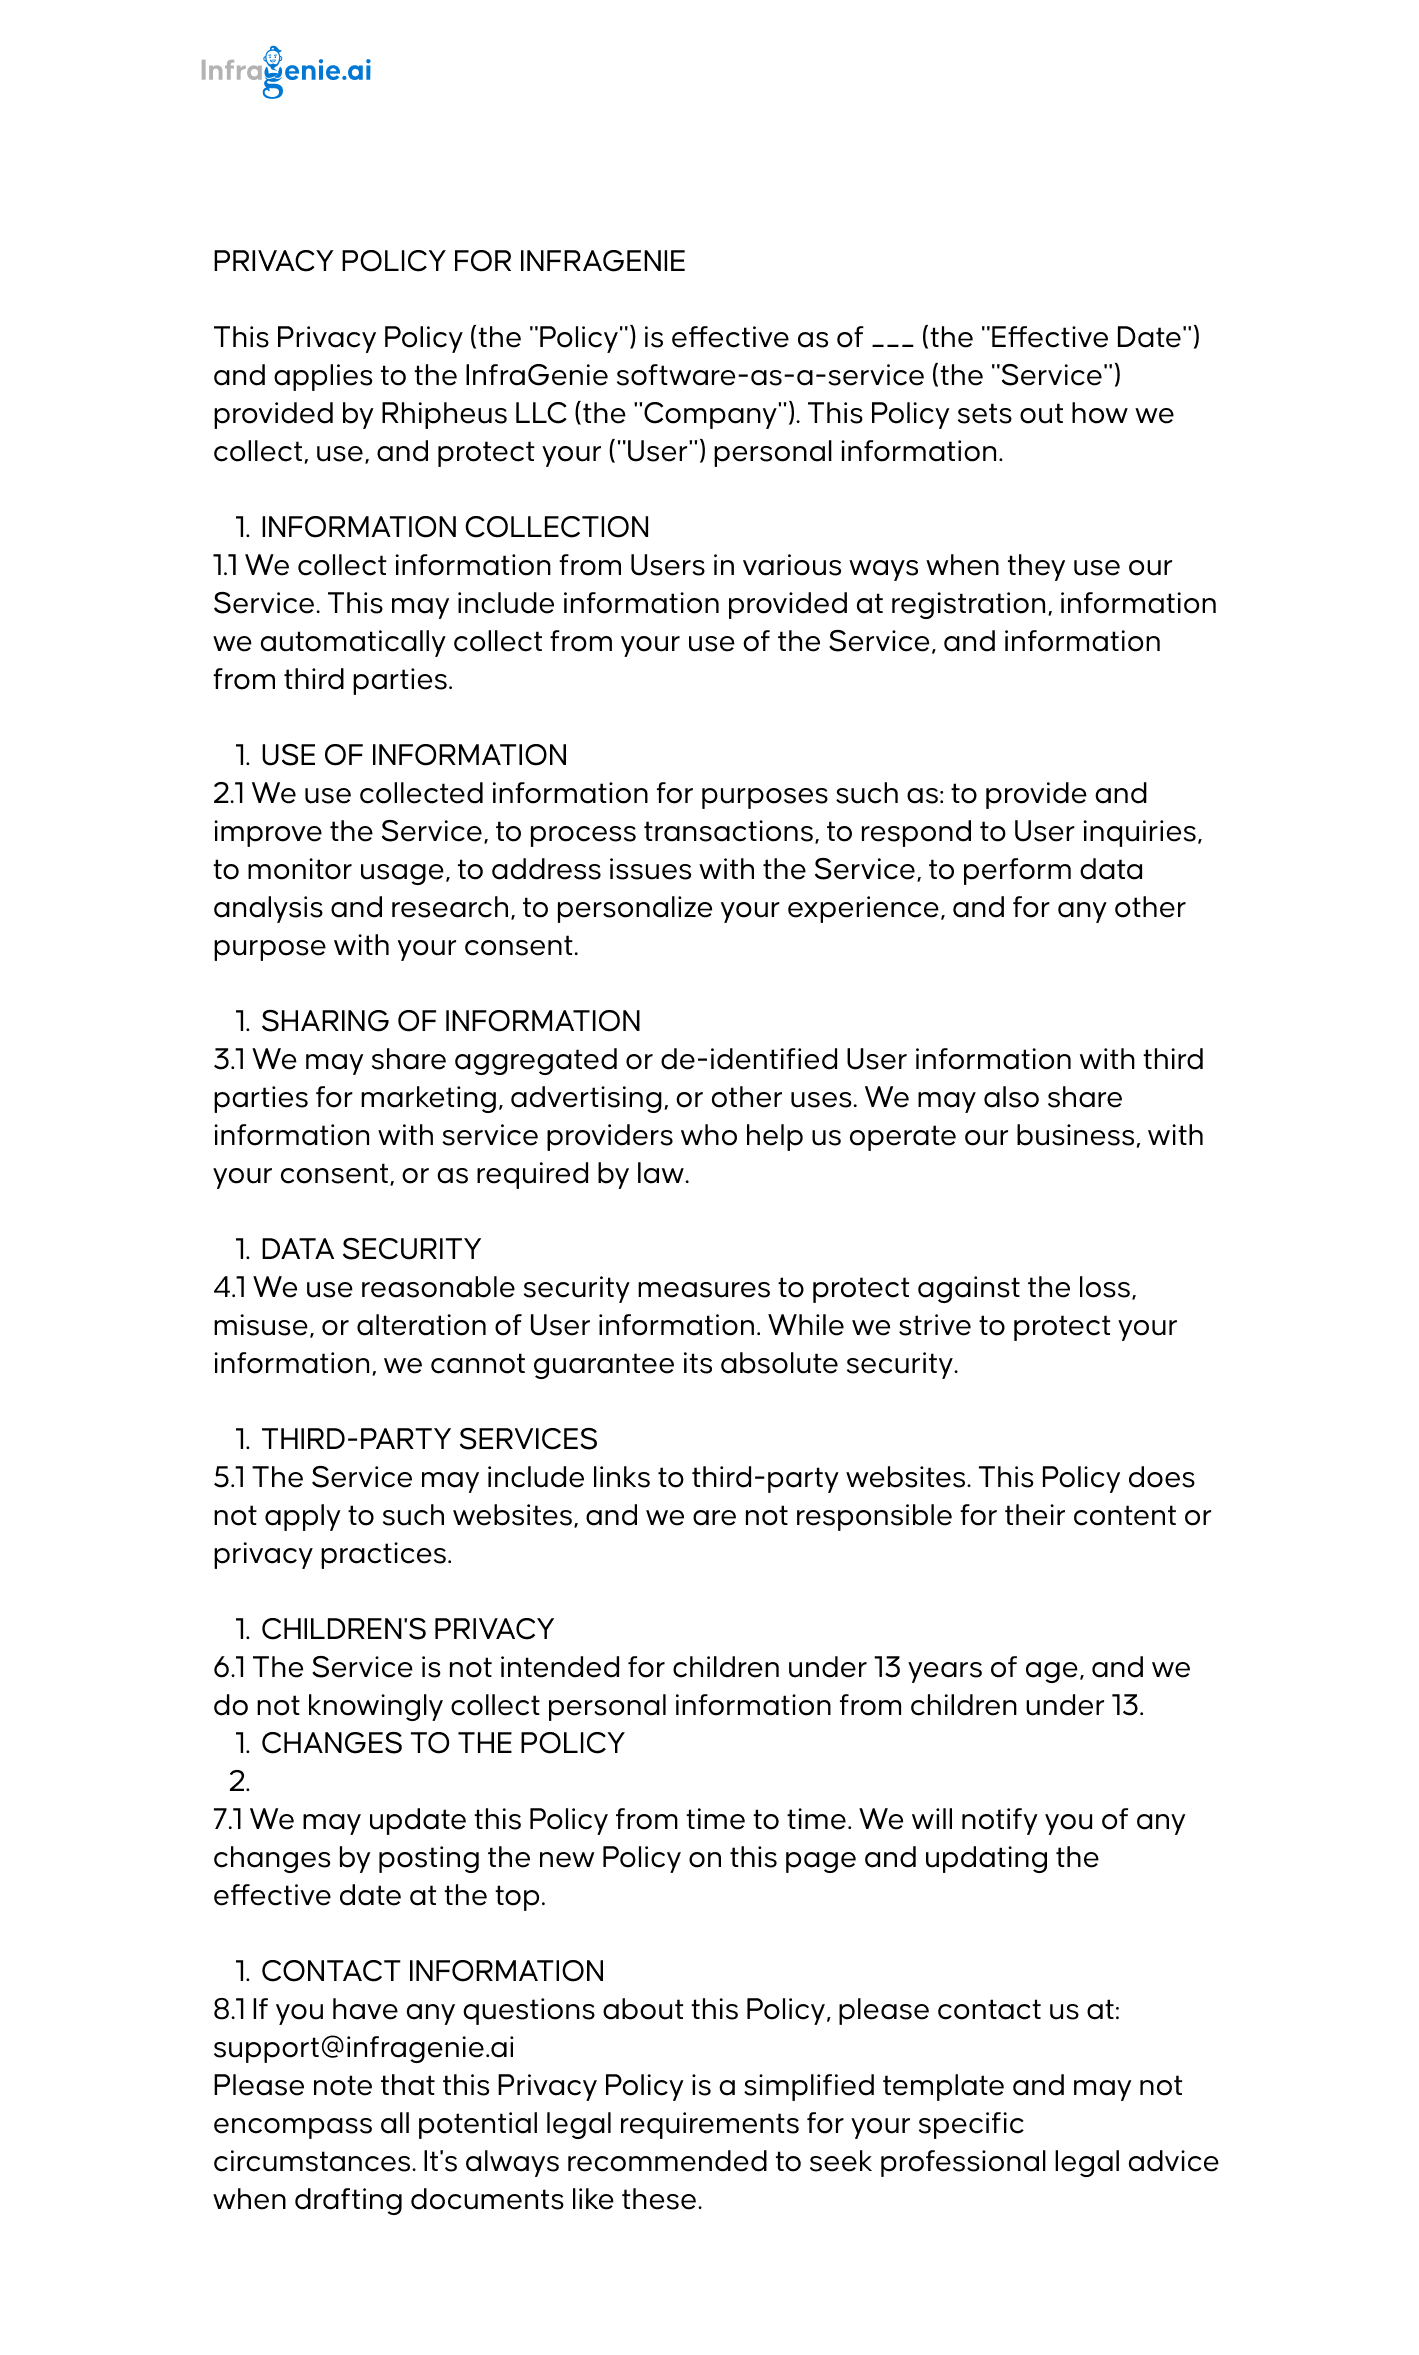 Infragenie.ai
PRIVACY POLICY FOR INFRAGENIE
This Privacy Policy (the "Policy") is effective as of ___ (the "Effective Date")
and applies to the InfraGenie software-as-a-service (the "Service")
provided by Rhipheus LLC (the "Company"). This Policy sets out how we
collect, use, and protect your ("User") personal information.
1. INFORMATION COLLECTION
1.1 We collect information from Users in various ways when they use our
Service. This may include information provided at registration, information
we automatically collect from your use of the Service, and information
from third parties.
1. USE OF INFORMATION
2.1 We use collected information for purposes such as: to provide and
improve the Service, to process transactions, to respond to User inquiries,
to monitor usage, to address issues with the Service, to perform data
analysis and research, to personalize your experience, and for any other
purpose with your consent.
1. SHARING OF INFORMATION
3.1 We may share aggregated or de-identified User information with third
parties for marketing, advertising, or other uses. We may also share
information with service providers who help us operate our business, with
your consent, or as required by law.
1. DATA SECURITY
4.1 We use reasonable security measures to protect against the loss,
misuse, or alteration of User information. While we strive to protect your
information, we cannot guarantee its absolute security.
1. THIRD-PARTY SERVICES
5.1 The Service may include links to third-party websites. This Policy does
not apply to such websites, and we are not responsible for their content or
privacy practices.
1. CHILDREN'S PRIVACY
6.1 The Service is not intended for children under 13 years of age, and we
do not knowingly collect personal information from children under 13.
1. CHANGES TO THE POLICY
2.
7.1 We may update this Policy from time to time. We will notify you of any
changes by posting the new Policy on this page and updating the
effective date at the top.
1. CONTACT INFORMATION
8.1 If you have any questions about this Policy, please contact us at:
support@infragenie.ai
Please note that this Privacy Policy is a simplified template and may not
encompass all potential legal requirements for your specific
circumstances. It's always recommended to seek professional legal advice
when drafting documents like these.